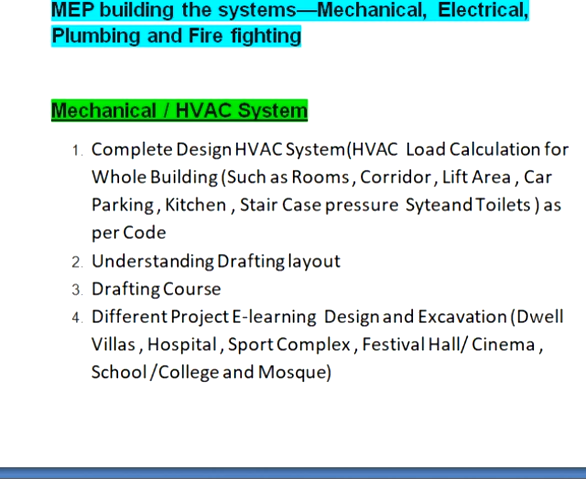 MEP building the systems—Mechanical, Electrical,
Plumbing and Fire fighting
Mechanical / HVAC System
1. Complete Design HVAC System(HVAC Load Calculation for
Whole Building (Such as Rooms, Corridor, Lift Area , Car
Parking, Kitchen , Stair Case pressure Syteand Toilets ) as
per Code
2. Understanding Drafting layout
3. Drafting Course
4. Different Project E-learning Design and Excavation (Dwell
Villas , Hospital , Sport Complex , Festival Hall/ Cinema ,
School /College and Mosque)